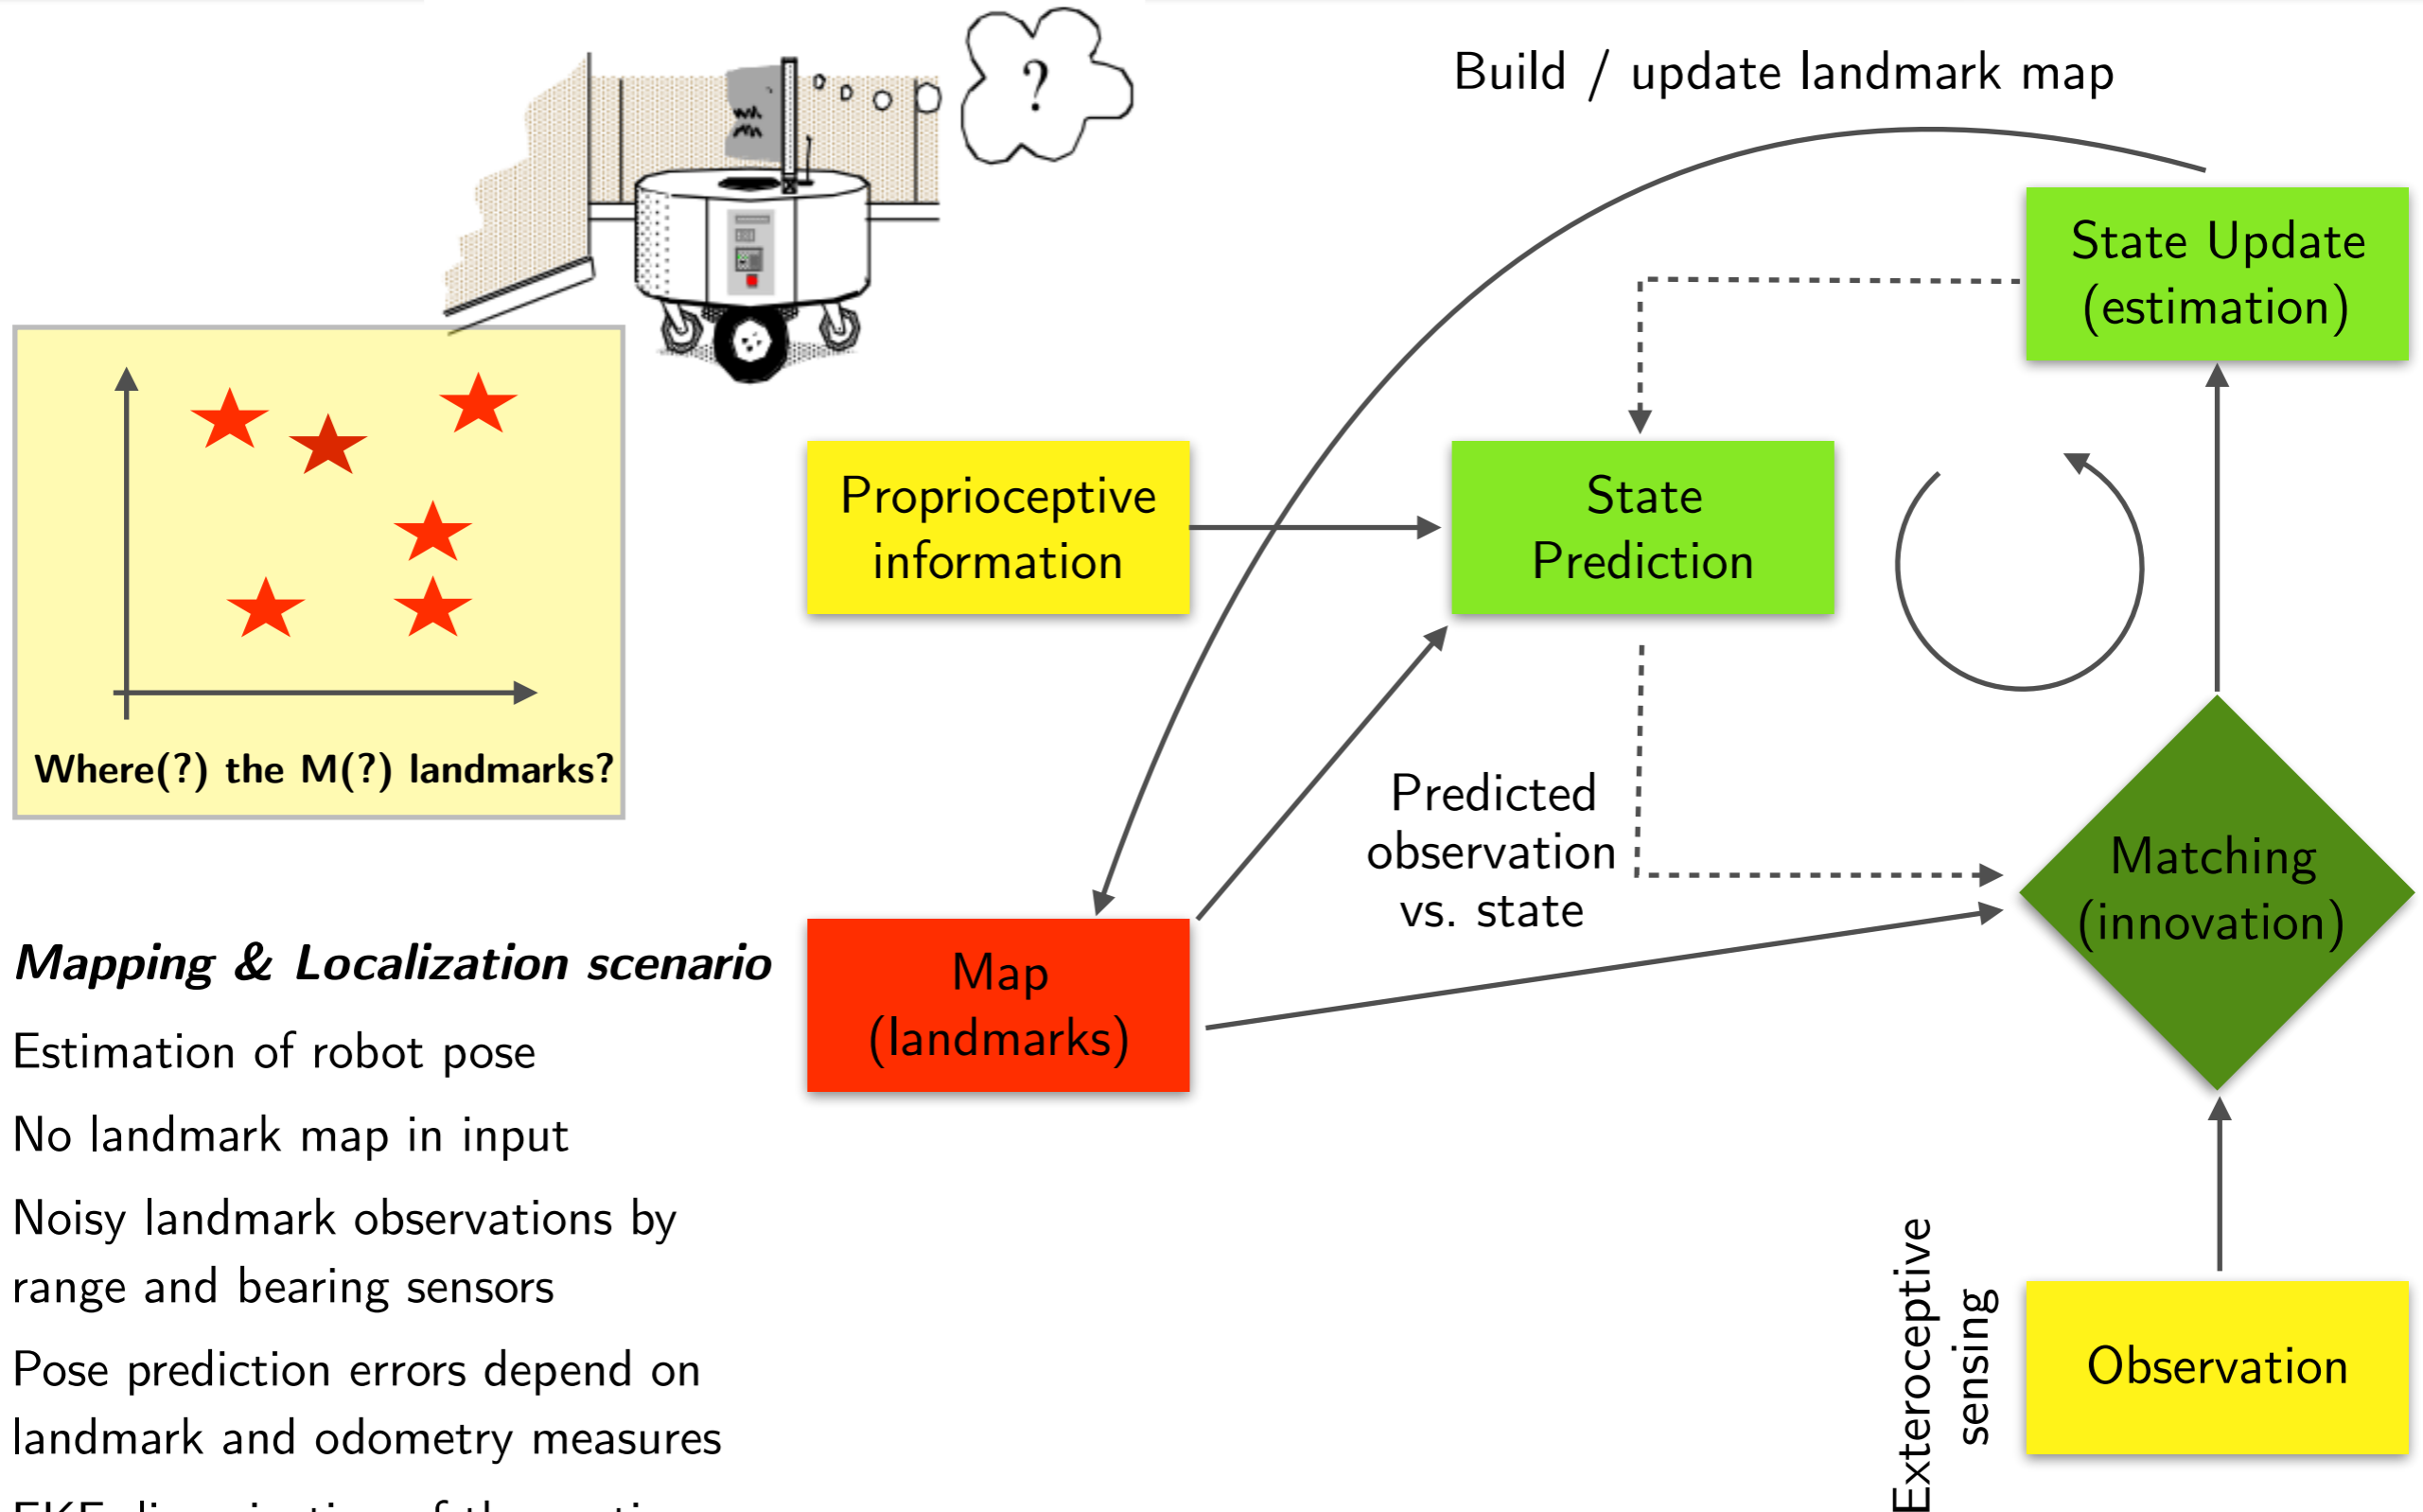 ?
Build / update landmark map
State Update
(estimation)
Proprioceptive
information
State
Prediction
Where(?) the M(?) landmarks?
Predicted
observation
vs. state
Matching
(innovation)
Map
(landmarks)
Mapping & Localization scenario
Estimation of robot pose
No landmark map in input
Noisy landmark observations by
range and bearing sensors
Pose prediction errors depend on
landmark and odometry measures
Exteroceptive
sensing
Observation